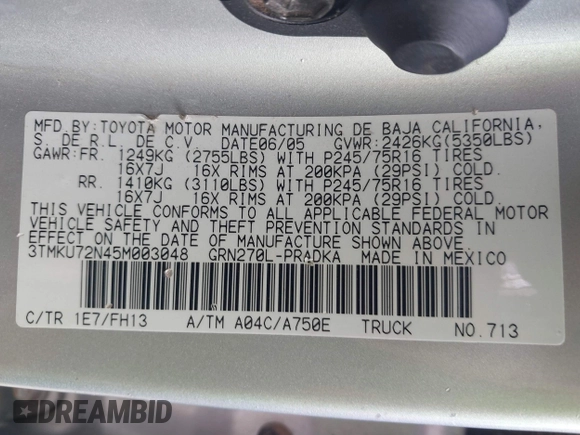 MFD.BY:TOYOTA MOTOR MANUFACTURING DE BAJA CALIFORNIA,
S. DE R.L. DE C.V. DATE06/05 GVWR:2426KG(5350LBS)
GAWR:FR. 1249KG (2755LBS) WITH P245/75R16 TIRES
16X7J 16X RIMS AT 200KPA (29PSI) COLD.
RR. 1410KG (3110LBS) WITH P245/75R16 TIRES
16X7J 16X RIMS AT 200KPA (29PSI) COLD.
THIS VEHICLE CONFORMS TO ALL APPLICABLE FEDERAL MOTOR
VEHICLE SAFETY AND THEFT PREVENTION STANDARDS IN
EFFECT ON THE DATE OF MANUFACTURE SHOWN ABOVE.
3TMKU72N45M003048 GRN270L-PRADKA MADE IN MEXICO
C/TR 1E7/FH13 A/TM A04C/A750E TRUCK NO.713
DREAMBID